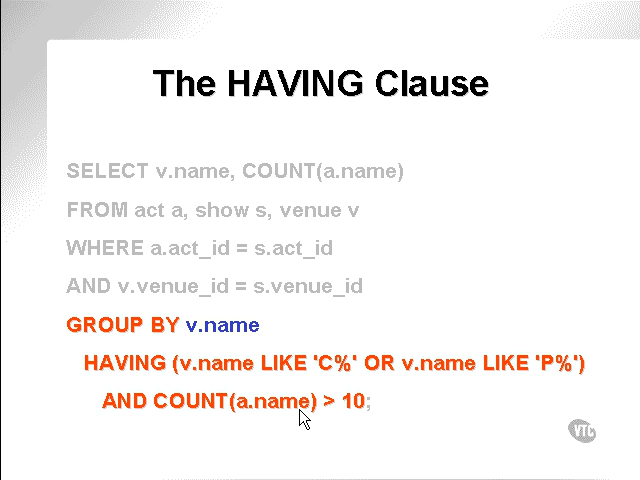 The HAVING Clause
SELECT v.name, COUNT(a.name)
FROM act a, show s, venue v
WHERE a.act_id = s.act_id
AND v.venue_id = s.venue_id
GROUP BY v.name
HAVING (v.name LIKE 'C%' OR v.name LIKE 'P%')
AND COUNT(a.name) > 10;
VTC